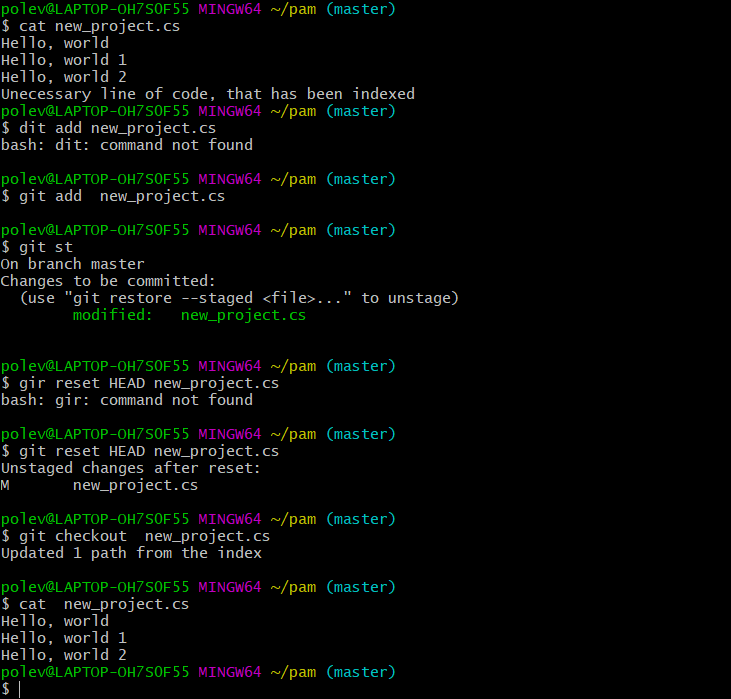 polev@LAPTOP-OH7SOF55 MINGW64 ~/pam (master)
$ cat new_project.cs
Hello, world
Hello, world 1
Hello, world 2
Unecessary line of code, that has been indexed
polev@LAPTOP-OH7SOF55 MINGW64 ~/pam (master)
$ dit add new_project.cs
bash: dit: command not found
polev@LAPTOP-OH7SOF55 MINGW64 ~/pam (master)
$ git add  new_project.cs
polev@LAPTOP-OH7SOF55 MINGW64 ~/pam (master)
$ git st
On branch master
Changes to be committed:
  (use "git restore --staged <file>..." to unstage)
        modified:   new_project.cs
polev@LAPTOP-OH7SOF55 MINGW64 ~/pam (master)
$ gir reset HEAD new_project.cs
bash: gir: command not found
polev@LAPTOP-OH7SOF55 MINGW64 ~/pam (master)
$ git reset HEAD new_project.cs
Unstaged changes after reset:
M       new_project.cs
polev@LAPTOP-OH7SOF55 MINGW64 ~/pam (master)
$ git checkout  new_project.cs
Updated 1 path from the index
polev@LAPTOP-OH7SOF55 MINGW64 ~/pam (master)
$ cat  new_project.cs
Hello, world
Hello, world 1
Hello, world 2
polev@LAPTOP-OH7SOF55 MINGW64 ~/pam (master)
$